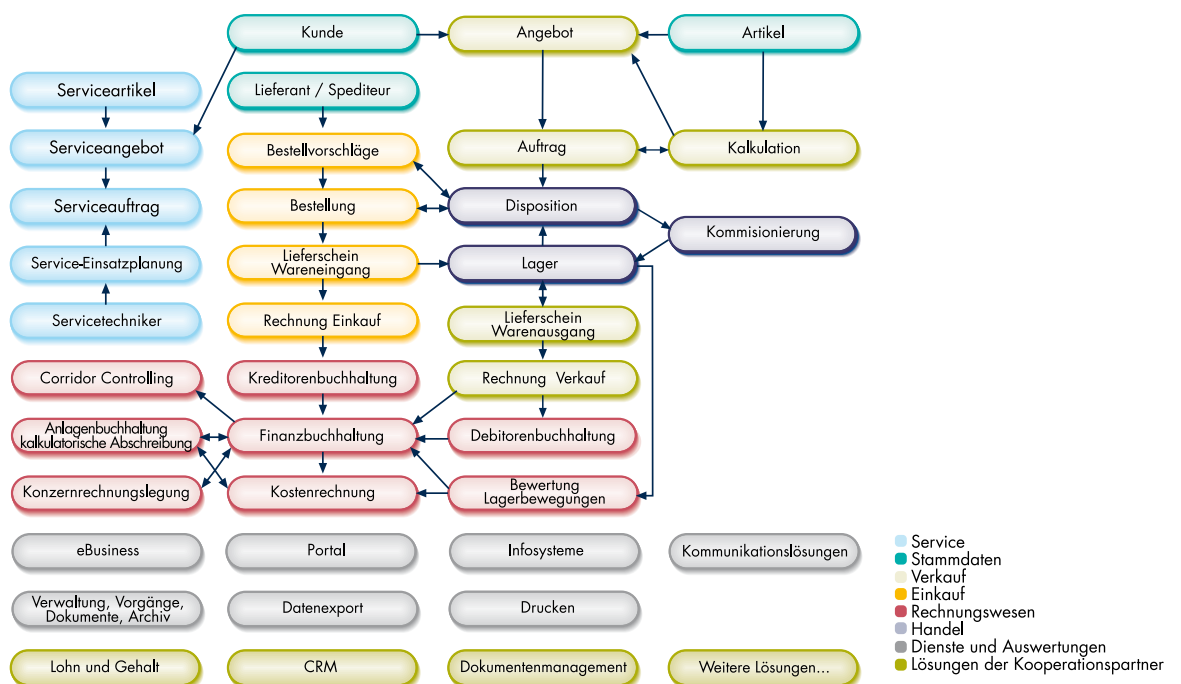 Kunde
Angebot
Artikel
Serviceartikel
Lieferant / Spediteur
Serviceangebot
Bestellvorschläge
Auftrag
Kalkulation
Serviceauftrag
Bestellung
Disposition
Kommisionierung
Service-Einsatzplanung
Lieferschein
Wareneingang
Lager
Servicetechniker
Rechnung Einkauf
Lieferschein
Warenausgang
Corridor Controlling
Kreditorenbuchhaltung
Rechnung Verkauf
Anlagenbuchhaltung
kalkulatorische Abschreibung
Finanzbuchhaltung
Debitorenbuchhaltung
Konzernrechnungslegung
Kostenrechnung
Bewertung
Lagerbewegungen
eBusiness
Portal
Infosysteme
Kommunikationslösungen
Verwaltung, Vorgänge,
Dokumente, Archiv
Datenexport
Drucken
Lohn und Gehalt
CRM
Dokumentenmanagement
Weitere Lösungen...
Service
Stammdaten
Verkauf
Einkauf
Rechnungswesen
Handel
Dienste und Auswertungen
Lösungen der Kooperationspartner